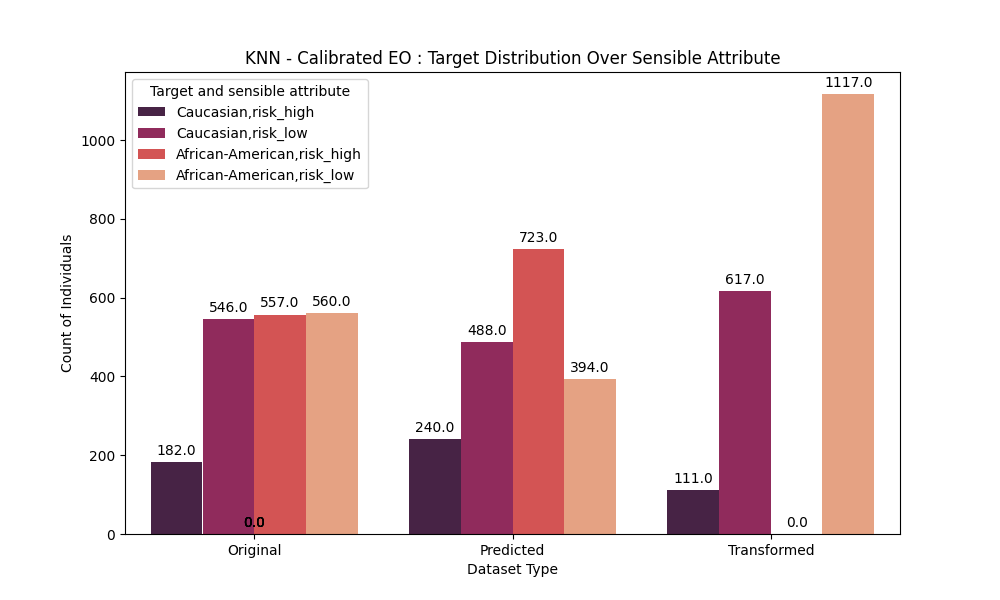 KNN - Calibrated EO : Target Distribution Over Sensible Attribute
Target and sensible attribute
Caucasian,risk_high
Caucasian,risk_low
African-American,risk_high
African-American,risk_low
Count of Individuals
1000
800
600
400
200
0
182.0
546.0
557.0
560.0
0.0
240.0
488.0
723.0
394.0
111.0
617.0
0.0
1117.0
Original
Predicted
Transformed
Dataset Type